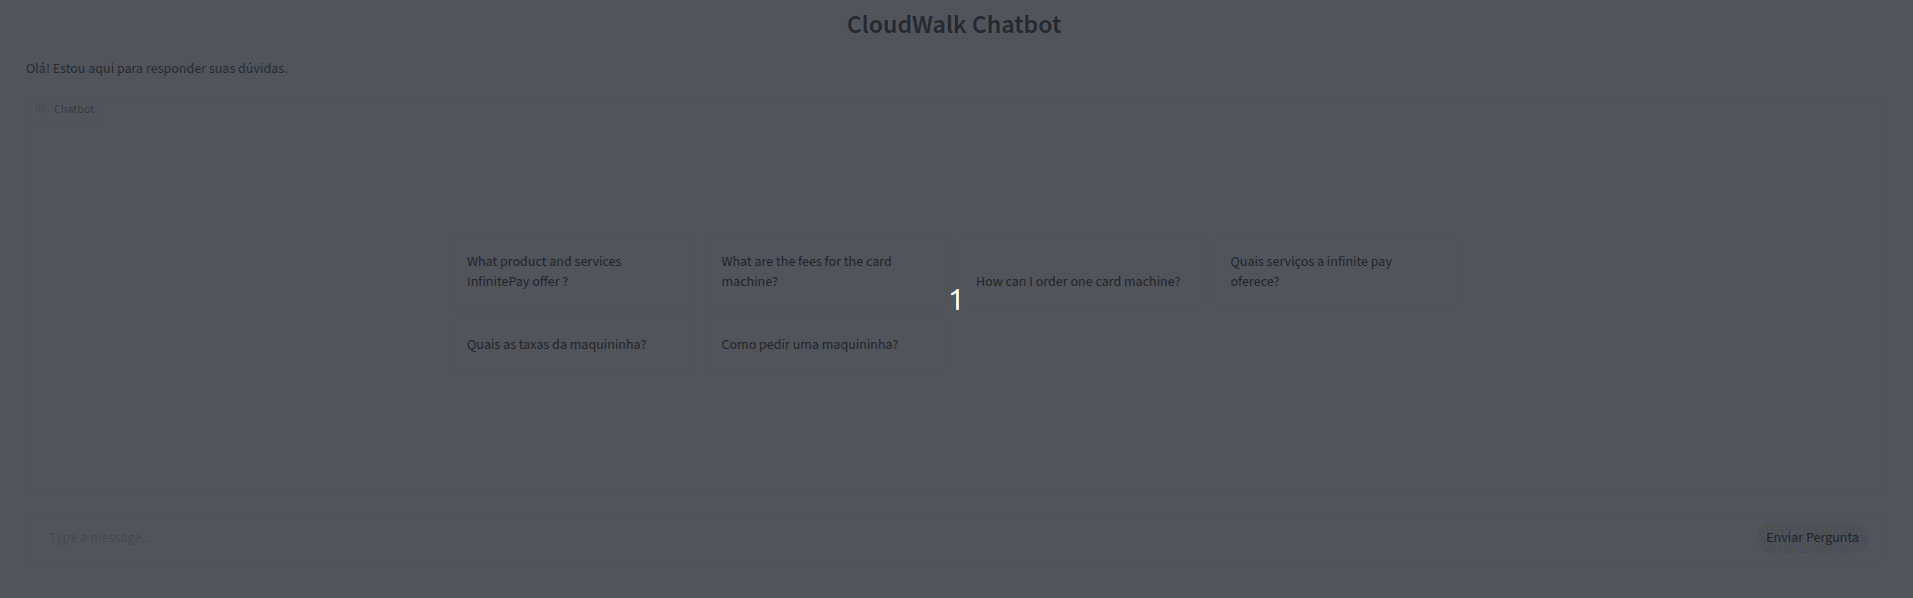 CloudWalk Chatbot
Olá! Estou aqui para responder suas dúvidas.
Chatbot
What product and services
InfinitePay offer ?
What are the fees for the card
machine?
How can I order one card machine?
Quais serviços a infinite pay
oferece?
1
Quais as taxas da maquininha?
Como pedir uma maquininha?
Type a message...
Enviar Pergunta